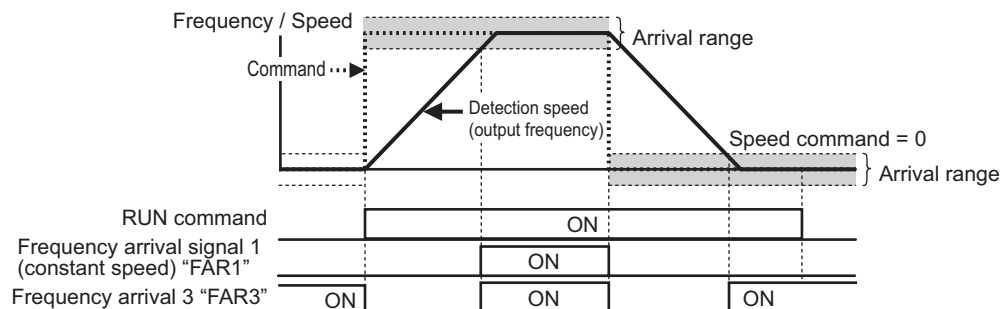 Frequency / Speed
Arrival range
Command
Detection speed
(output frequency)
Speed command = 0
Arrival range
RUN command
ON
Frequency arrival signal 1
(constant speed) “FAR1”
ON
Frequency arrival 3 “FAR3”
ON
ON
ON